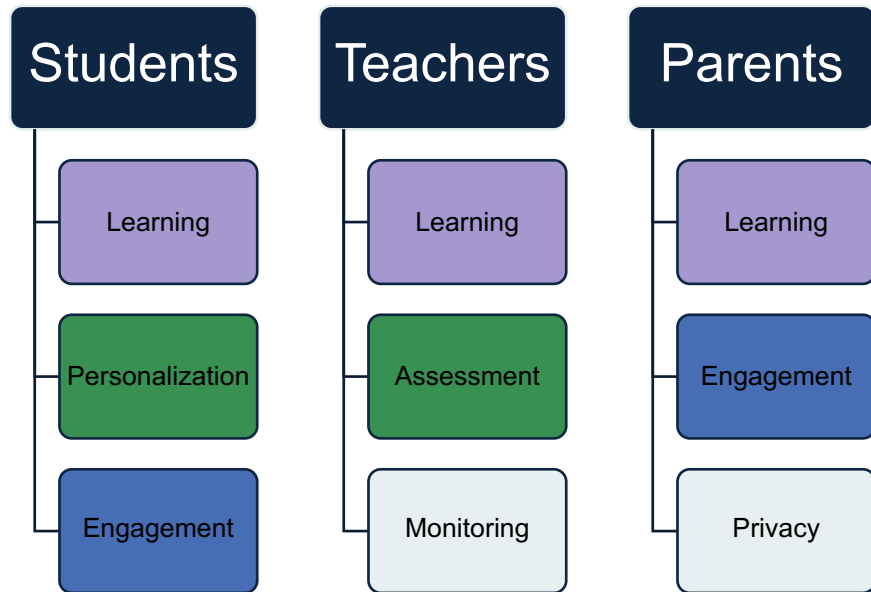 Students
Learning
Personalization
Engagement
Teachers
Learning
Assessment
Monitoring
Parents
Learning
Engagement
Privacy